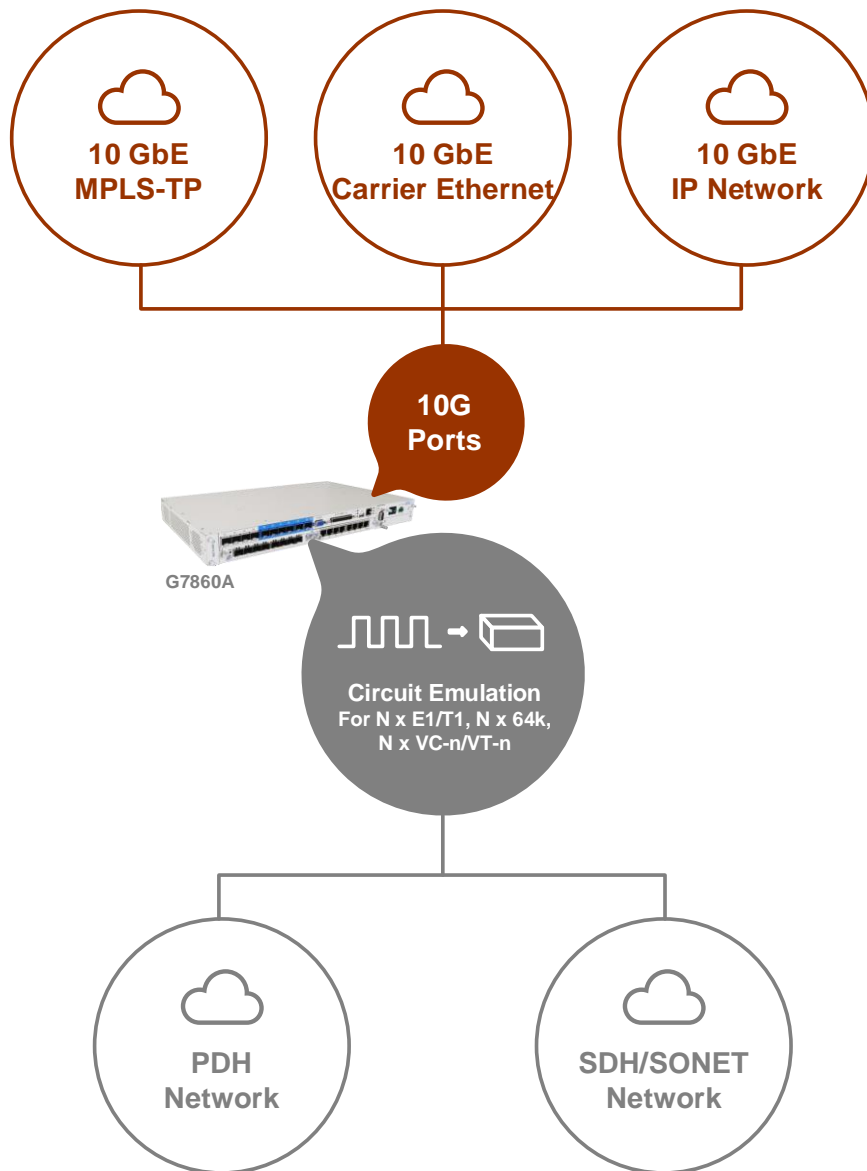 10 GbE
MPLS-TP
10 GbE
Carrier Ethernet
10 GbE
IP Network
10G
Ports
G7860A
Circuit Emulation
For N x E1/T1, N x 64k,
N x VC-n/VT-n
PDH
Network
SDH/SONET
Network